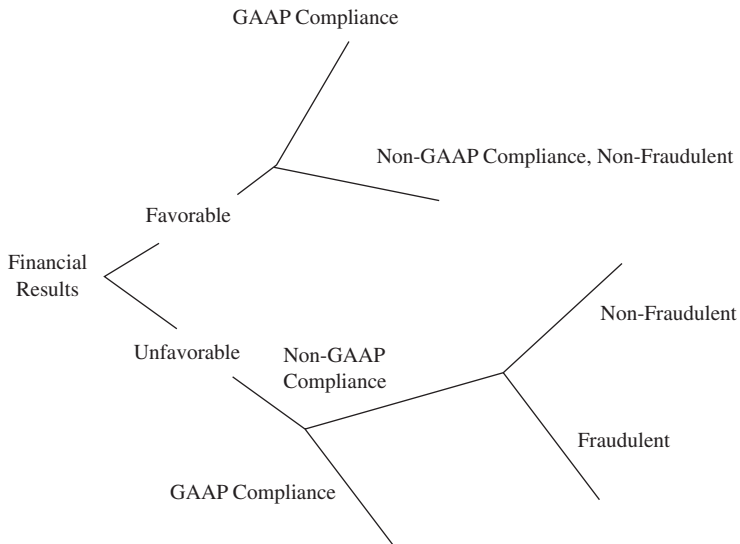 GAAP Compliance
Non-GAAP Compliance, Non-Fraudulent
Favorable
Financial
Results
Non-Fraudulent
Unfavorable
Non-GAAP
Compliance
Fraudulent
GAAP Compliance